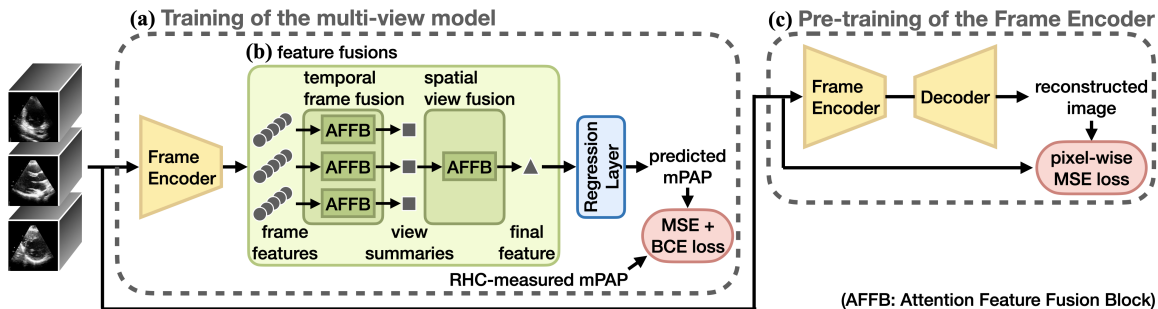 (a) Training of the multi-view model
(b) feature fusions
temporal
frame fusion
spatial
view fusion
Frame
Encoder
AFFB
AFFB
AFFB
AFFB
frame
features
view
summaries
final
feature
Regression
Layer
predicted
mPAP
MSE +
BCE loss
RHC-measured mPAP
(c) Pre-training of the Frame Encoder
Frame
Encoder
Decoder
reconstructed
image
pixel-wise
MSE loss
(AFFB: Attention Feature Fusion Block)